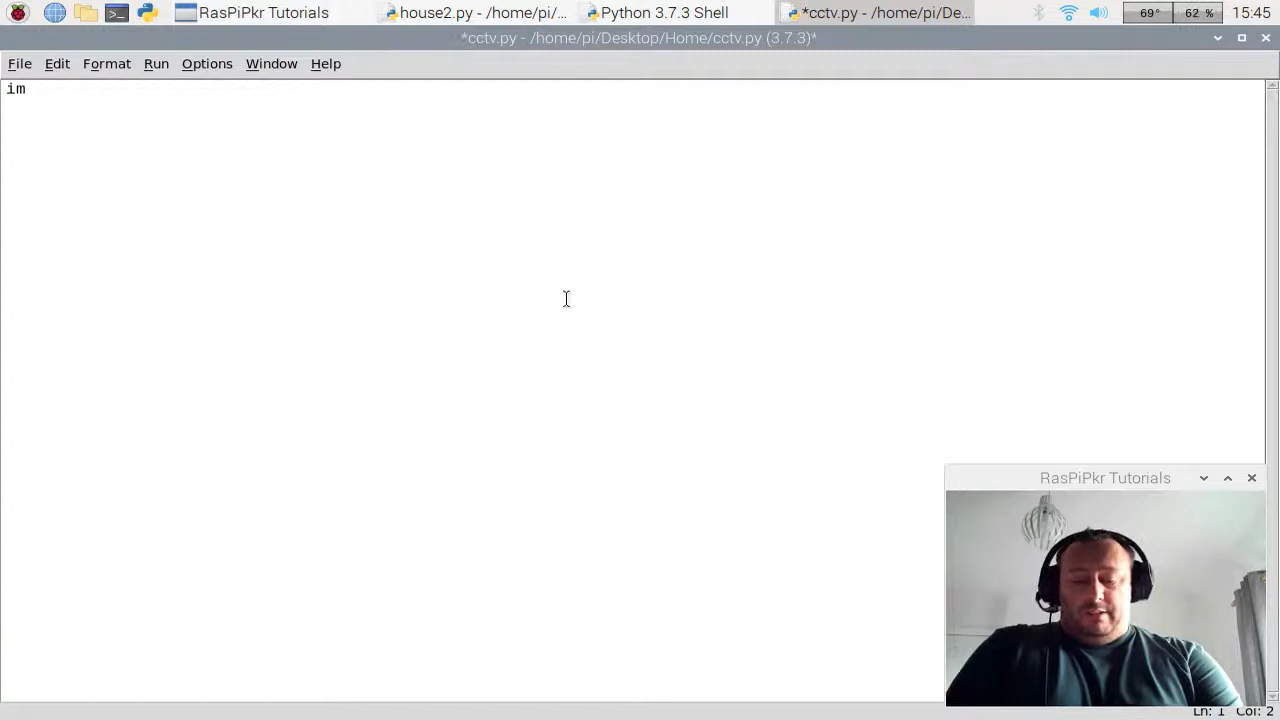 RasPiPkr Tutorials
house2.py - /home/pi/...
Python 3.7.3 Shell
*cctv.py - /home/pi/De...
69°
62 %
15:45
*cctv.py - /home/pi/Desktop/Home/cctv.py (3.7.3)*
File Edit Format Run Options Window Help
im
RasPiPkr Tutorials
Ln: 1 Col: 2